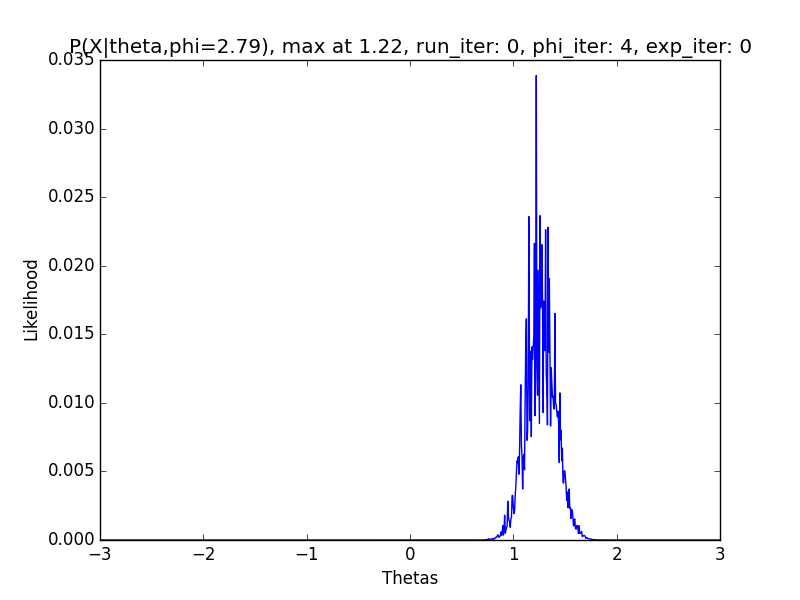 P(X|theta,phi=2.79), max at 1.22, run_iter: 0, phi_iter: 4, exp_iter: 0
0.035
0.030
0.025
0.020
0.015
0.010
0.005
0.000
Likelihood
−3 −2 −1 0 1 2 3
Thetas